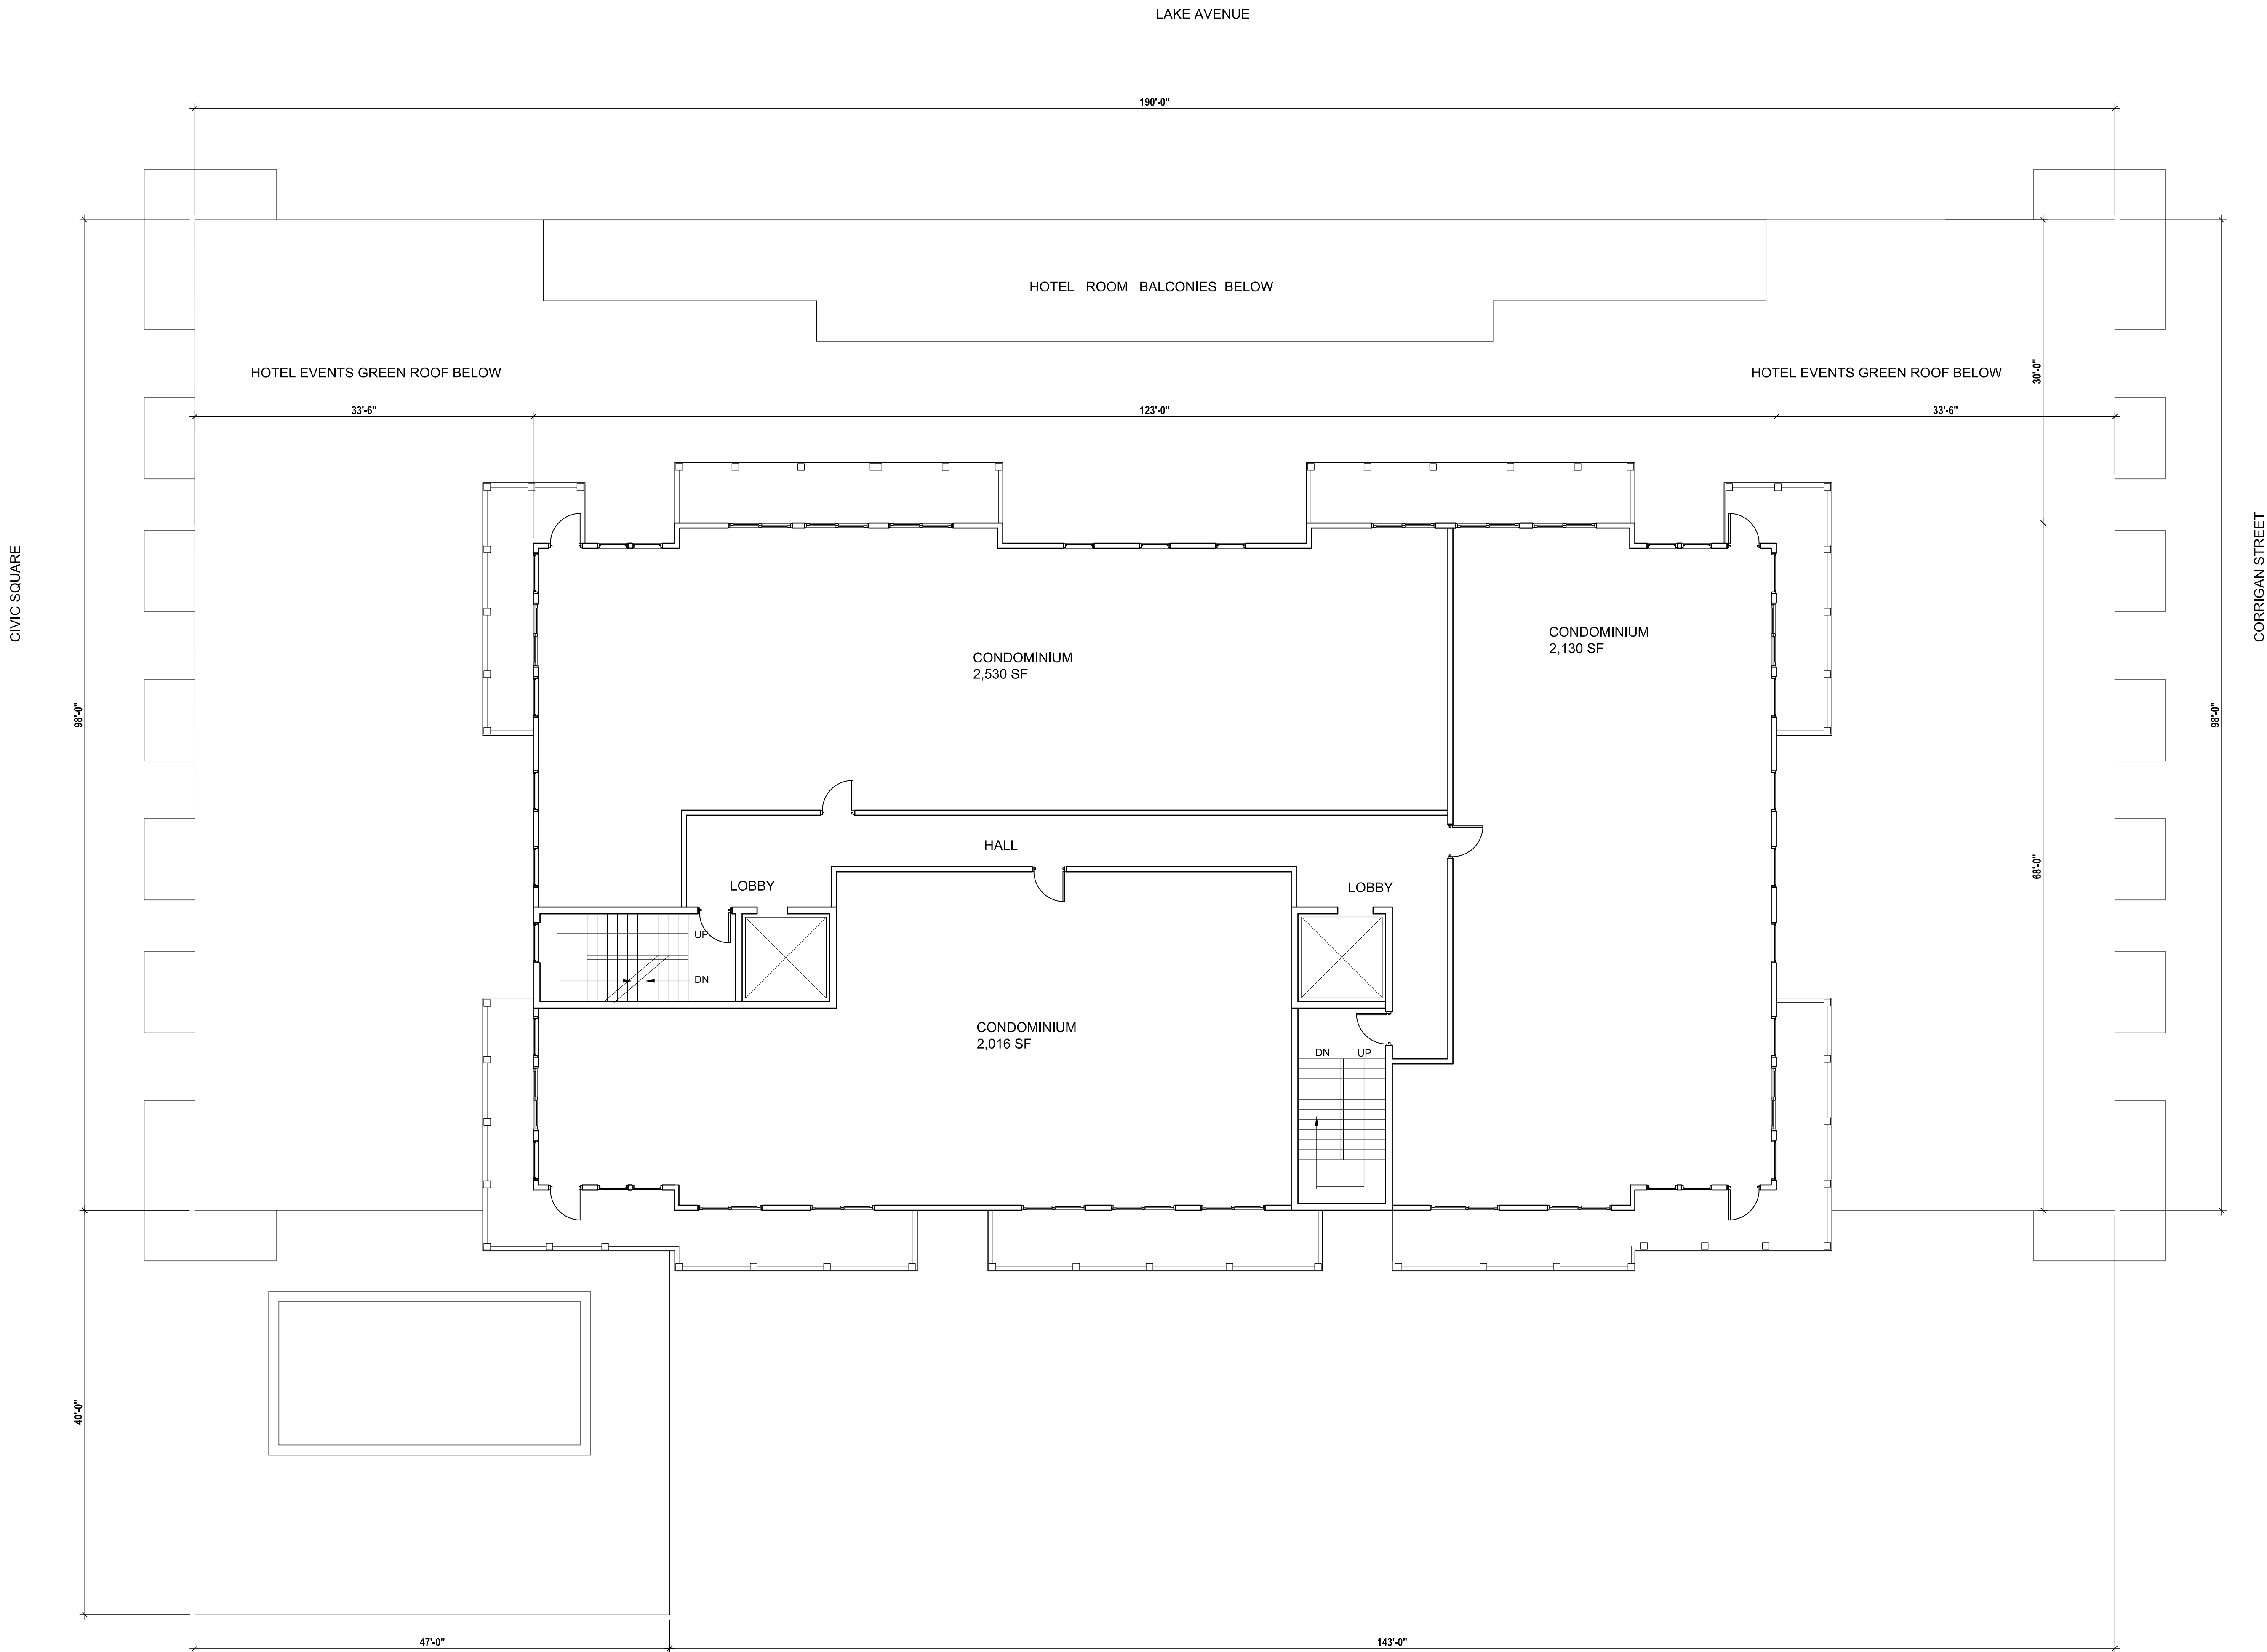 LAKE AVENUE
190'-0"
HOTEL ROOM BALCONIES BELOW
HOTEL EVENTS GREEN ROOF BELOW
HOTEL EVENTS GREEN ROOF BELOW
30'-0"
33'-6"
123'-0"
33'-6"
CIVIC SQUARE
CORRIGAN STREET
CONDOMINIUM
2,530 SF
CONDOMINIUM
2,130 SF
98'-0"
98'-0"
HALL
68'-0"
LOBBY
LOBBY
UP
DN
CONDOMINIUM
2,016 SF
DN
UP
40'-0"
47'-0"
143'-0"